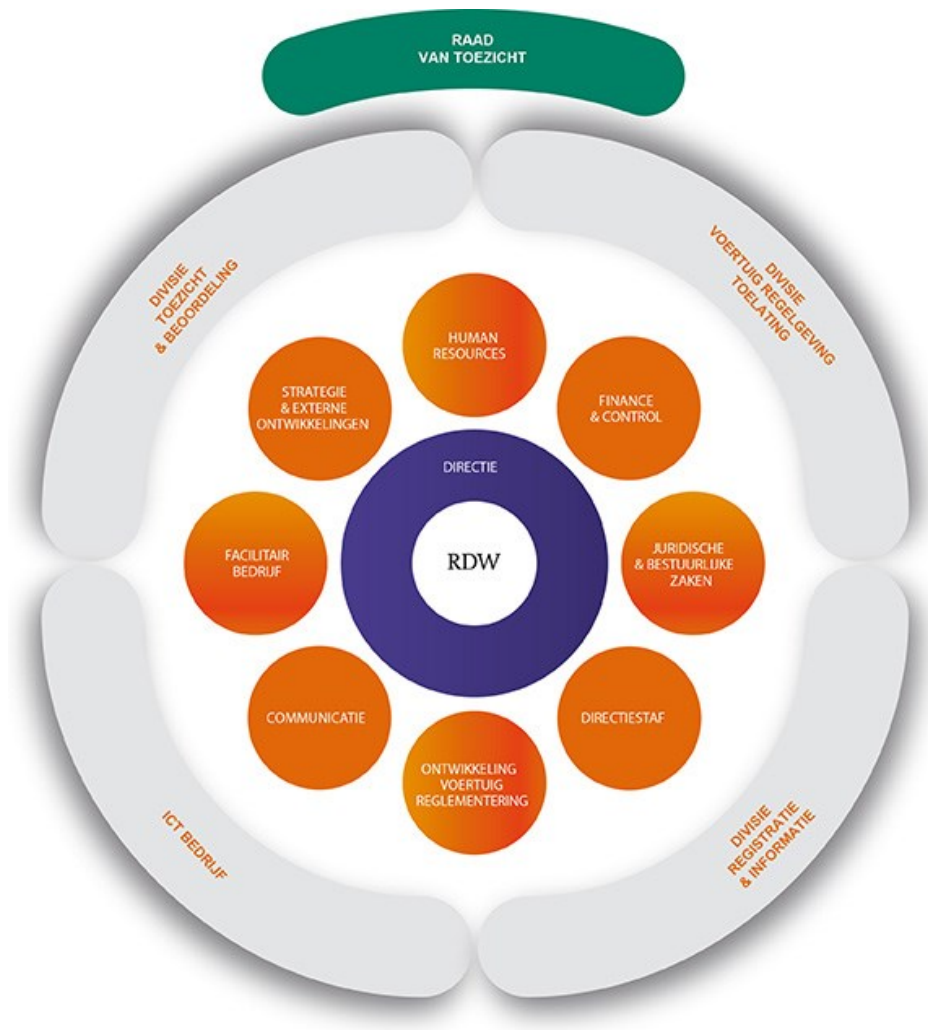 RAAD
VAN TOEZICHT
DIVISIE
TOEZICHT
& BEOORDELING
DIVISIE
VOERTUIG REGELGEVING
TOELATING
HUMAN
RESOURCES
STRATEGIE
& EXTERNE
ONTWIKKELINGEN
FINANCE
& CONTROL
DIRECTIE
RDW
FACILITAIR
BEDRIJF
JURIDISCHE
& BESTUURLIJKE
ZAKEN
COMMUNICATIE
DIRECTIESTAF
ONTWIKKELING
VOERTUIG
REGLEMENTERING
ICT BEDRIJF
DIVISIE
REGISTRATIE
& INFORMATIE